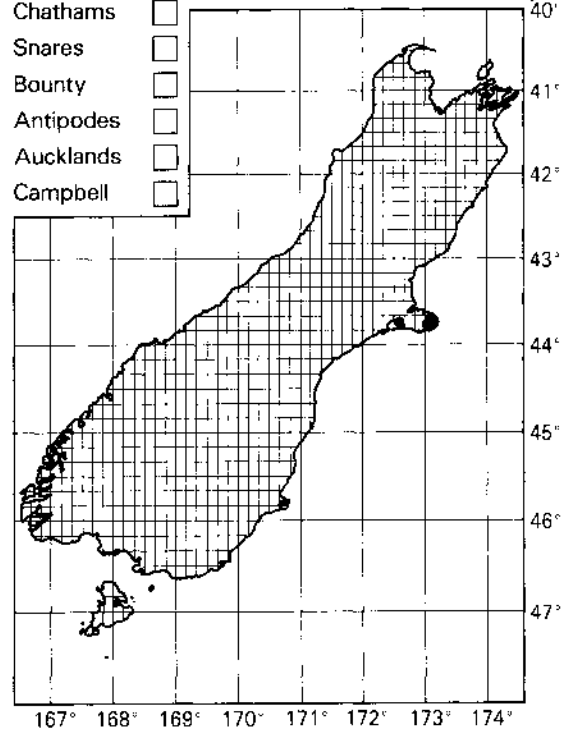 Chathams
Snares
Bounty
Antipodes
Aucklands
Campbell
40'
41°
42°
43°
44°
45°
46°
47°
167° 168° 169° 170° 171° 172° 173° 174°